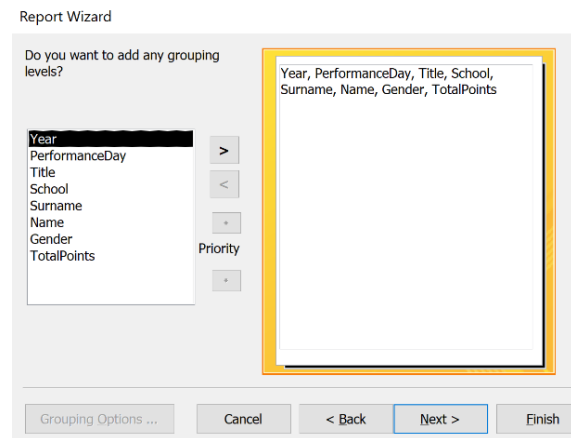 Report Wizard
Do you want to add any grouping
levels?
Year
PerformanceDay
Title
School
Surname
Name
Gender
TotalPoints
>
<
Priority
Year, PerformanceDay, Title, School,
Surname, Name, Gender, TotalPoints
Grouping Options ...
Cancel
< Back
Next >
Finish